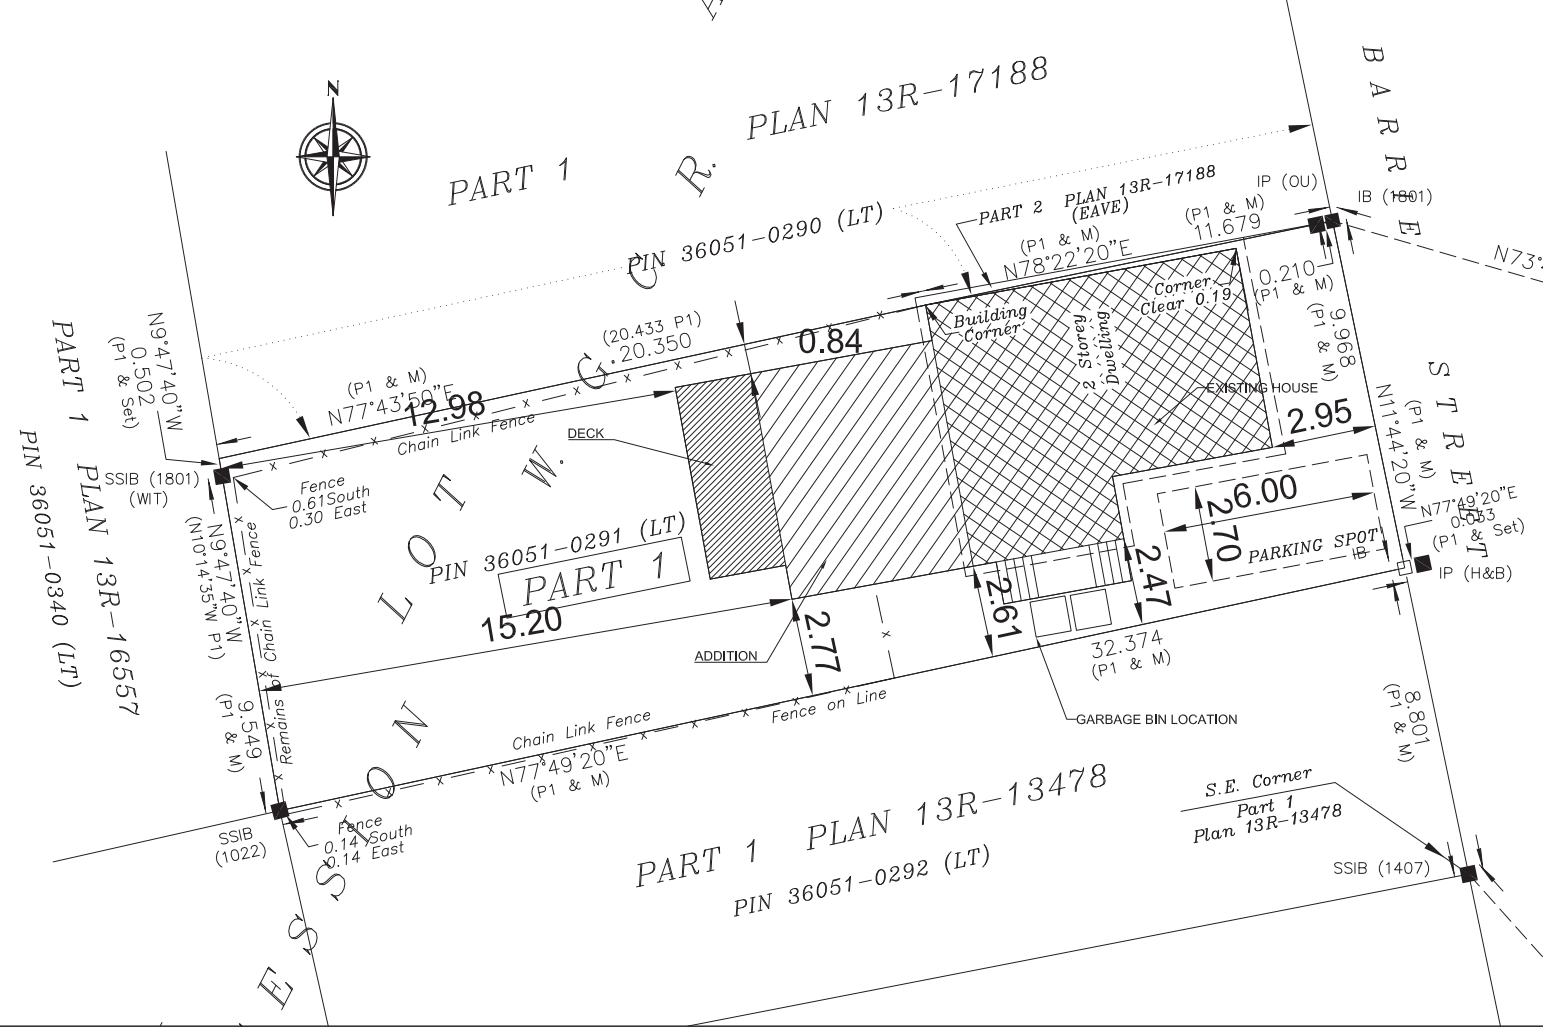 N
PLAN 13R-17188
PART 1
R.
PIN 36051-0290 (LT)
C.
PART 2 PLAN 13R-17188
(EAVE)
(P1 & M)
N78°22'20"E
(P1 & M)
11.679
IP (OU)
IB (1801)
BARRE
STREET
N73°
0.210
(P1 & M)
9.968
(P1 & M)
Corner
Clear 0.19
Building
Corner
2 Storey
Dwelling
EXISTING HOUSE
2.95
N11°44'20"W
(P1 & M)
N77°49'20"E
0.033
(P1 & Set)
IB
IP (H&B)
6.00
2.70
PARKING SPOT
2.47
2.61
32.374
(P1 & M)
GARBAGE BIN LOCATION
0.84
(20.433 P1)
20.350
G.
(P1 & M)
N77°43'50"E
12.98
Chain Link Fence
DECK
W.
LOT
PIN 36051-0291 (LT)
PART 1
15.20
ADDITION
2.77
N9°47'40"W
0.502
(P1 & Set)
SSIB (1801)
(WIT)
Fence
0.61South
0.30 East
PART 1 PLAN 13R-16557
PIN 36051-0340 (LT)
N9°47'40"W
(N10°14'35"W P1)
Remains of Chain Link Fence
9.549
(P1 & M)
SSIB
(1022)
Fence
0.14 South
0.14 East
Chain Link Fence
N77°49'20"E
(P1 & M)
Fence on Line
ESSION
PART 1 PLAN 13R-13478
PIN 36051-0292 (LT)
8.801
(P1 & M)
S.E. Corner
Part 1
Plan 13R-13478
SSIB (1407)